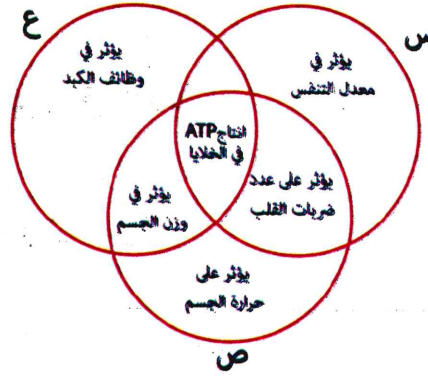 ع
س
يؤثر في
وظائف الكبد
يؤثر في
معدل التنفس
انتاج ATP
في الخلايا
يؤثر على عدد
ضربات القلب
يؤثر في
وزن الجسم
يؤثر على
حرارة الجسم
ص